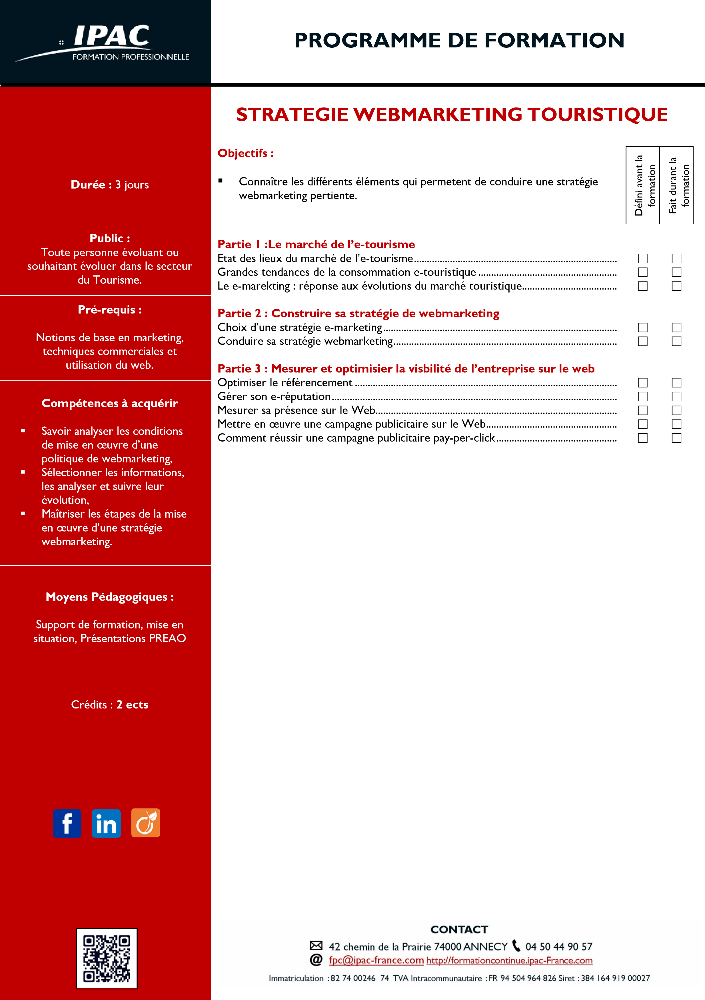 IPAC
FORMATION PROFESSIONNELLE
PROGRAMME DE FORMATION
Durée : 3 jours
Public :
Toute personne évoluant ou
souhaitant évoluer dans le secteur
du Tourisme.
Pré-requis :
Notions de base en marketing,
techniques commerciales et
utilisation du web.
Compétences à acquérir
▪ Savoir analyser les conditions
de mise en œuvre d’une
politique de webmarketing,
▪ Sélectionner les informations,
les analyser et suivre leur
évolution,
▪ Maîtriser les étapes de la mise
en œuvre d’une stratégie
webmarketing.
Moyens Pédagogiques :
Support de formation, mise en
situation, Présentations PREAO
Crédits : 2 ects
STRATEGIE WEBMARKETING TOURISTIQUE
Objectifs :
▪ Connaître les différents éléments qui permetent de conduire une stratégie
webmarketing pertiente.
Défini avant la
formation
Fait durant la
formation
Partie 1 :Le marché de l’e-tourisme
Etat des lieux du marché de l’e-tourisme ☐ ☐
Grandes tendances de la consommation e-touristique ☐ ☐
Le e-marekting : réponse aux évolutions du marché touristique ☐ ☐
Partie 2 : Construire sa stratégie de webmarketing
Choix d’une stratégie e-marketing ☐ ☐
Conduire sa stratégie webmarketing ☐ ☐
Partie 3 : Mesurer et optimisier la visbilité de l’entreprise sur le web
Optimiser le référencement ☐ ☐
Gérer son e-réputation ☐ ☐
Mesurer sa présence sur le Web ☐ ☐
Mettre en œuvre une campagne publicitaire sur le Web ☐ ☐
Comment réussir une campagne publicitaire pay-per-click ☐ ☐
f in
CONTACT
42 chemin de la Prairie 74000 ANNECY 04 50 44 90 57
@ fpc@ipac-france.com http://formationcontinue.ipac-France.com
Immatriculation : 82 74 00246 74 TVA Intracommunautaire : FR 94 504 964 826 Siret : 384 164 919 00027